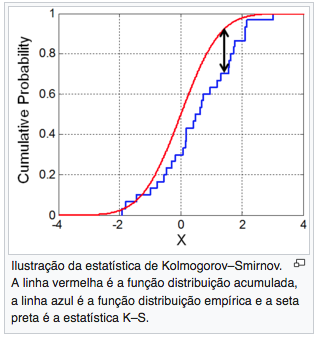 1
0.8
0.6
0.4
0.2
0
Cumulative Probability
-4
-2
0
2
4
X
Ilustração da estatística de Kolmogorov–Smirnov.
A linha vermelha é a função distribuição acumulada,
a linha azul é a função distribuição empírica e a seta
preta é a estatística K–S.